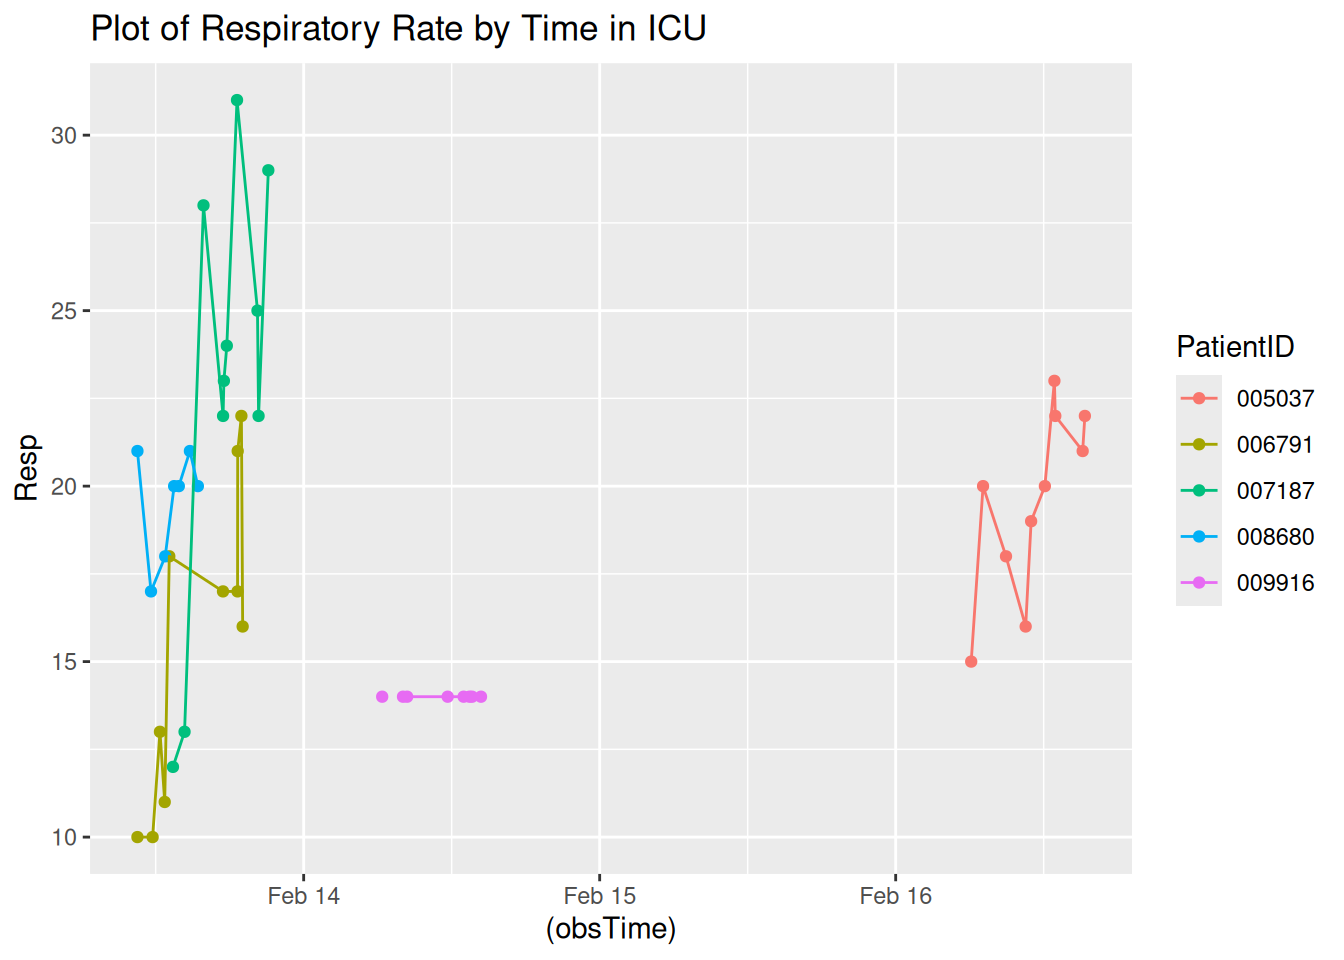 Plot of Respiratory Rate by Time in ICU
30
25
20
15
10
Resp
Feb 14
Feb 15
Feb 16
(obsTime)
PatientID
005037
006791
007187
008680
009916